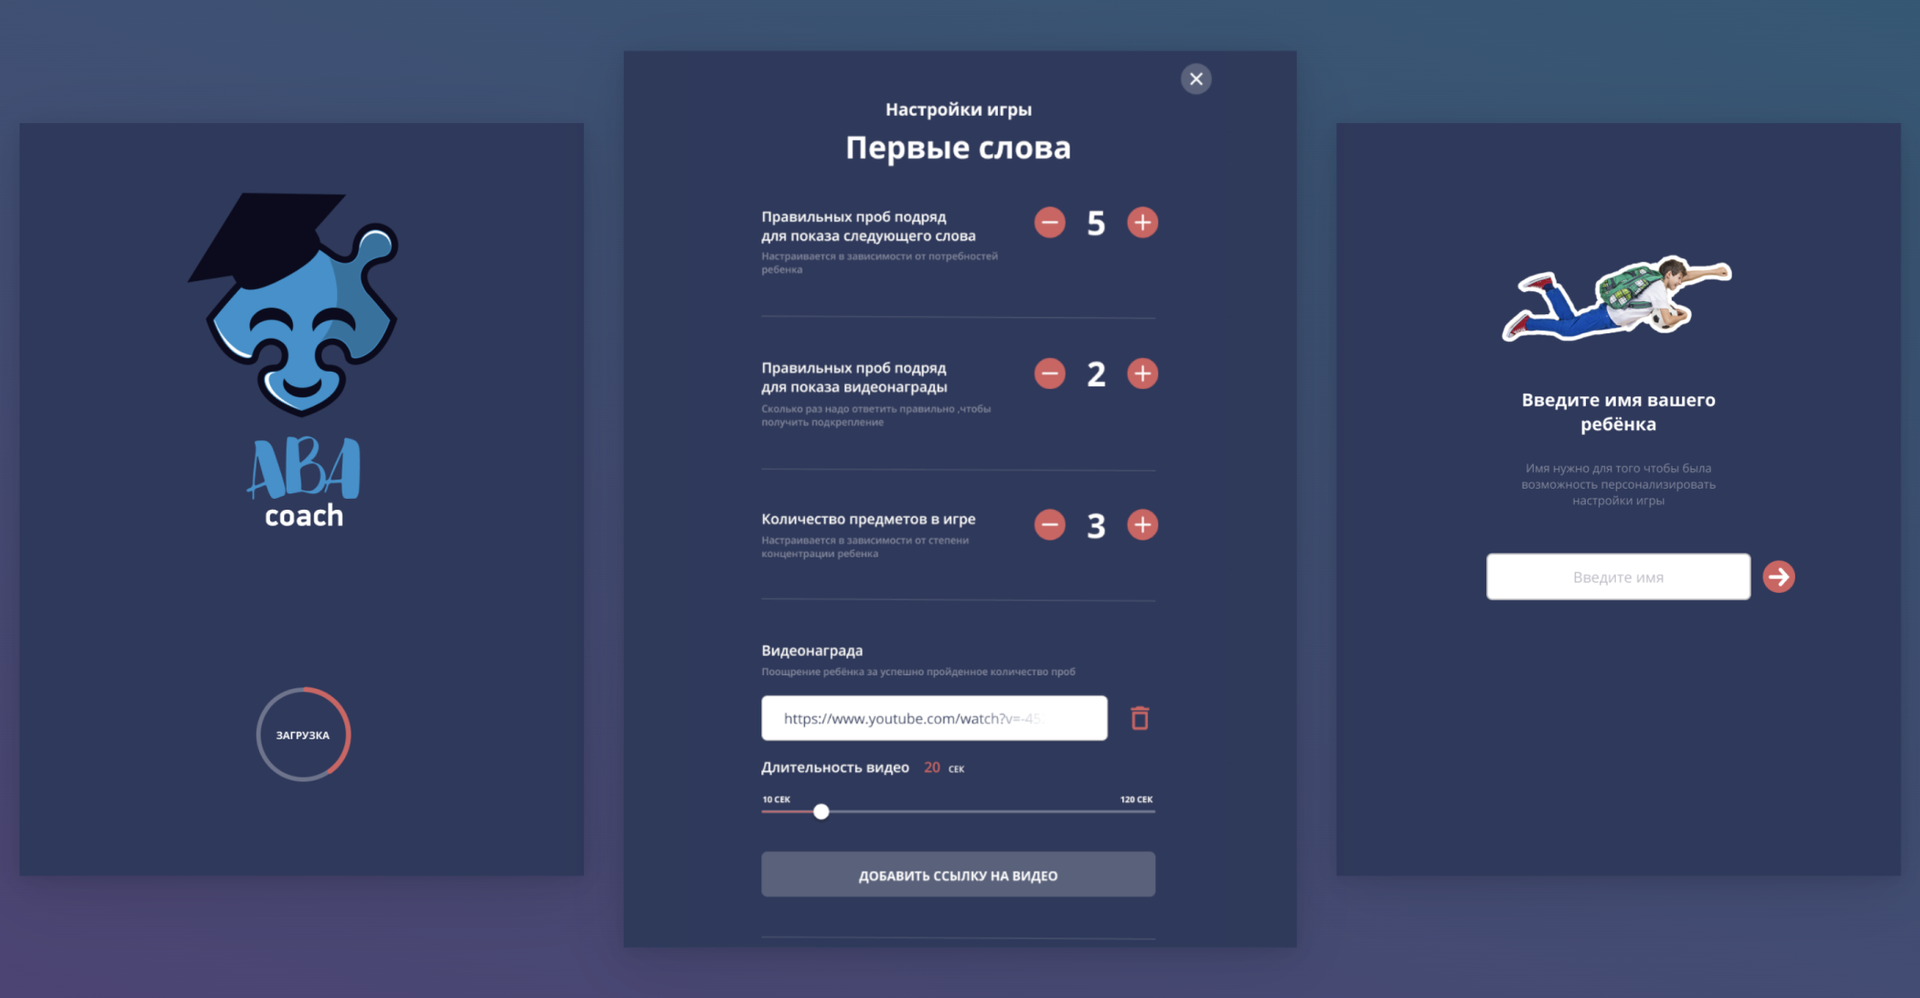 ABA
coach
ЗАГРУЗКА
Настройки игры
Первые слова
Правильных проб подряд
для показа следующего слова
Настраивается в зависимости от потребностей
ребенка
5
Правильных проб подряд
для показа видеонаграды
Сколько раз надо ответить правильно ,чтобы
получить подкрепление
2
Количество предметов в игре
Настраивается в зависимости от степени
концентрации ребенка
3
Видеонаграда
Поощрение ребёнка за успешно пройденное количество проб
https://www.youtube.com/watch?v=-45
Длительность видео 20 СЕК
10 СЕК 120 СЕК
ДОБАВИТЬ ССЫЛКУ НА ВИДЕО
Введите имя вашего
ребёнка
Имя нужно для того чтобы была
возможность персонализировать
настройки игры
Введите имя